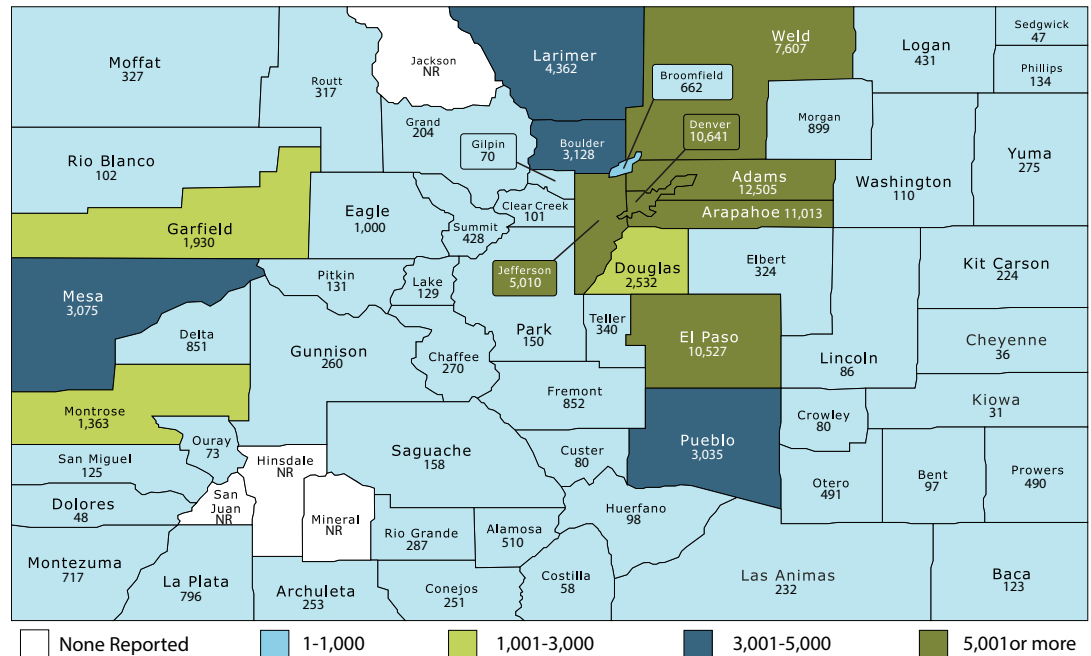 Moffat
327
Routt
317
Jackson
NR
Larimer
4,362
Weld
7,607
Logan
431
Sedgwick
47
Phillips
134
Broomfield
662
Denver
10,641
Morgan
899
Grand
204
Gilpin
70
Boulder
3,128
Rio Blanco
102
Yuma
275
Adams
12,505
Washington
110
Arapahoe 11,013
Clear Creek
101
Eagle
1,000
Summit
428
Garfield
1,930
Jefferson
5,010
Douglas
2,532
Elbert
324
Kit Carson
224
Mesa
3,075
Pitkin
131
Lake
129
Park
150
Teller
340
El Paso
10,527
Delta
851
Gunnison
260
Chaffee
270
Lincoln
86
Cheyenne
36
Fremont
852
Kiowa
31
Montrose
1,363
Crowley
80
Ouray
73
Pueblo
3,035
Saguache
158
Custer
80
San Miguel
125
Hinsdale
NR
Otero
491
Bent
97
Prowers
490
Dolores
48
San
Juan
NR
Mineral
NR
Huerfano
98
Rio Grande
287
Alamosa
510
Montezuma
717
La Plata
796
Archuleta
253
Conejos
251
Costilla
58
Las Animas
232
Baca
123
None Reported
1-1,000
1,001-3,000
3,001-5,000
5,001or more